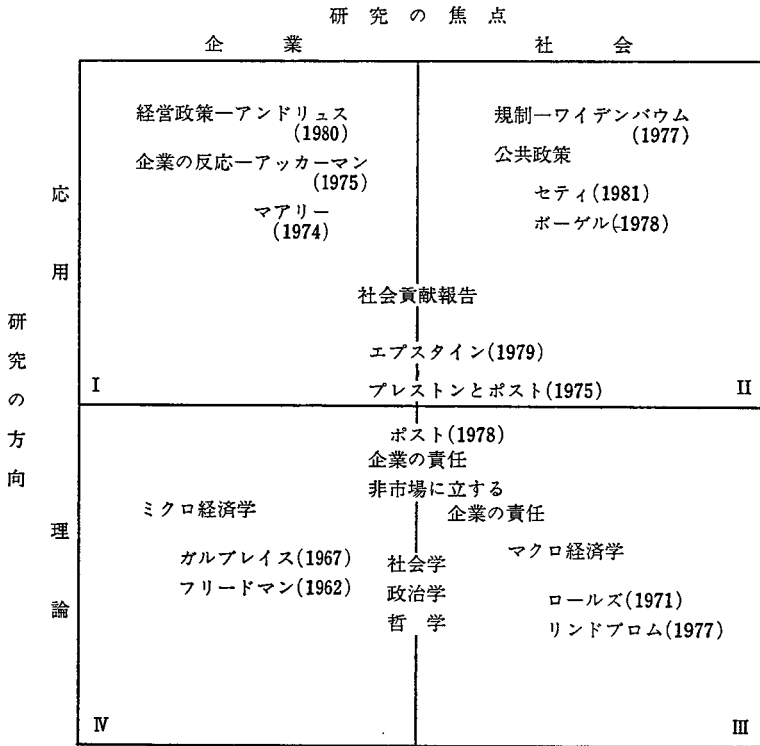 研究の焦点
企業
社会
応用
研究の方向
理論
経営政策―アンドリュス
(1980)
企業の反応―アッカーマン
(1975)
マアリー
(1974)
規制―ワイデンバウム
(1977)
公共政策
セティ(1981)
ボーゲル(1978)
社会貢献報告
エプスタイン(1979)
プレストンとポスト(1975)
Ⅰ
Ⅱ
ポスト(1978)
企業の責任
非市場に立する
企業の責任
ミクロ経済学
ガルブレイス(1967)
フリードマン(1962)
社会学
政治学
哲学
マクロ経済学
ロールズ(1971)
リンドブロム(1977)
Ⅳ
Ⅲ